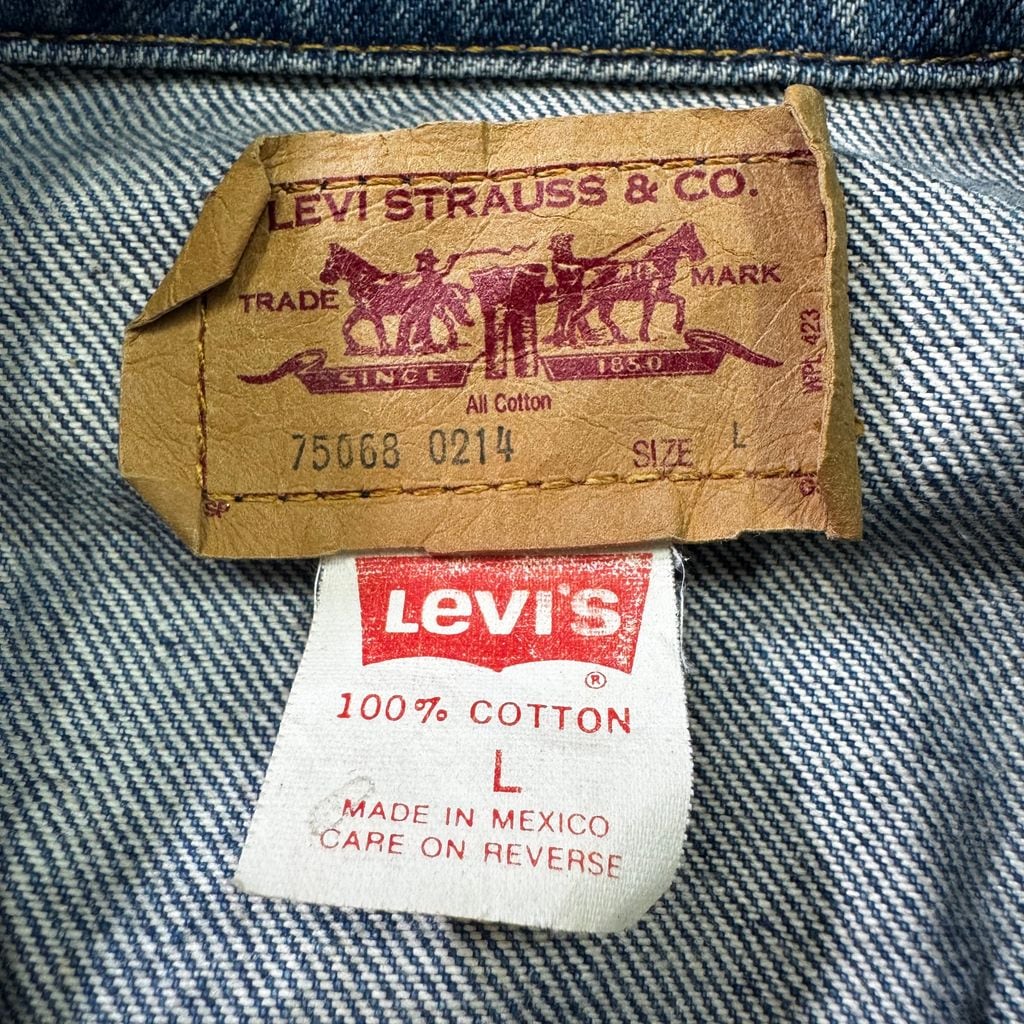 LEVI STRAUSS & CO.
TRADE MARK
SINCE 1850
All Cotton
75068 0214 SIZE L
WPL 423
SP
LEVI'S
®
100% COTTON
L
MADE IN MEXICO
CARE ON REVERSE